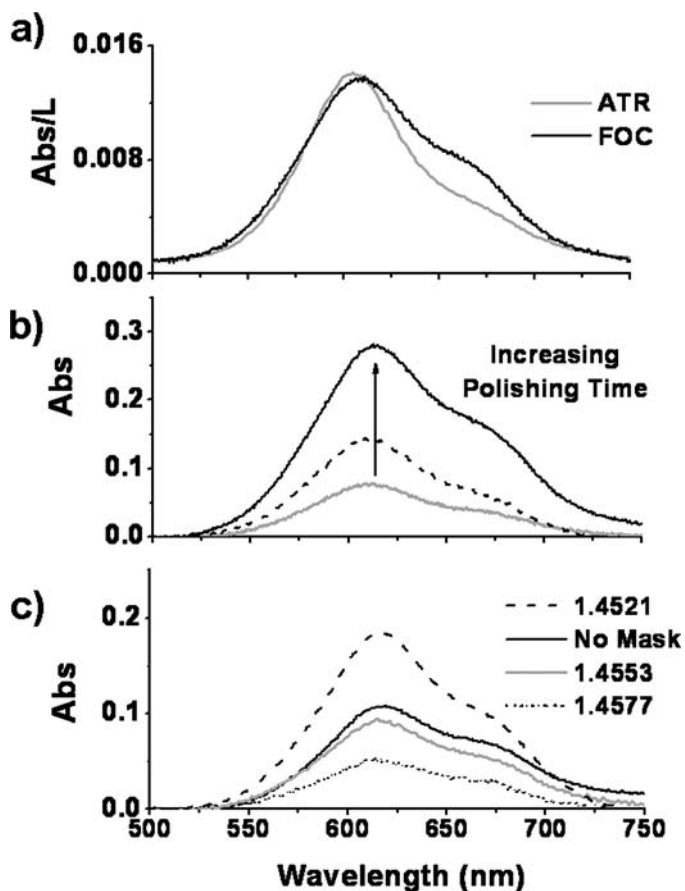 a)
0.016
0.008
0.000
Abs/L
ATR
FOC
b)
0.3
0.2
0.1
0.0
Abs
Increasing
Polishing Time
c)
0.2
0.1
0.0
Abs
1.4521
No Mask
1.4553
1.4577
500 550 600 650 700 750
Wavelength (nm)